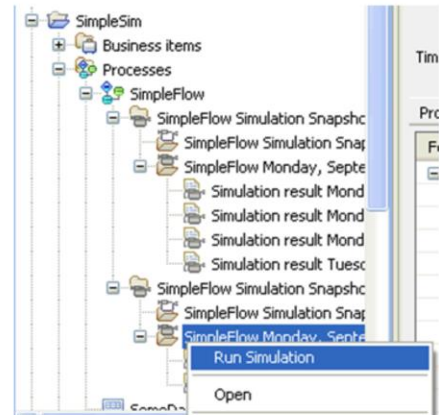 SimpleSim
Business items
Tim
Processes
SimpleFlow
SimpleFlow Simulation Snapshc
Pro
SimpleFlow Simulation Snap
SimpleFlow Monday, Septe
Simulation result Mond
Simulation result Mond
Simulation result Mond
Simulation result Tuesd
SimpleFlow Simulation Snapshc
SimpleFlow Simulation Snap
SimpleFlow Monday, Septe
Run Simulation
Open